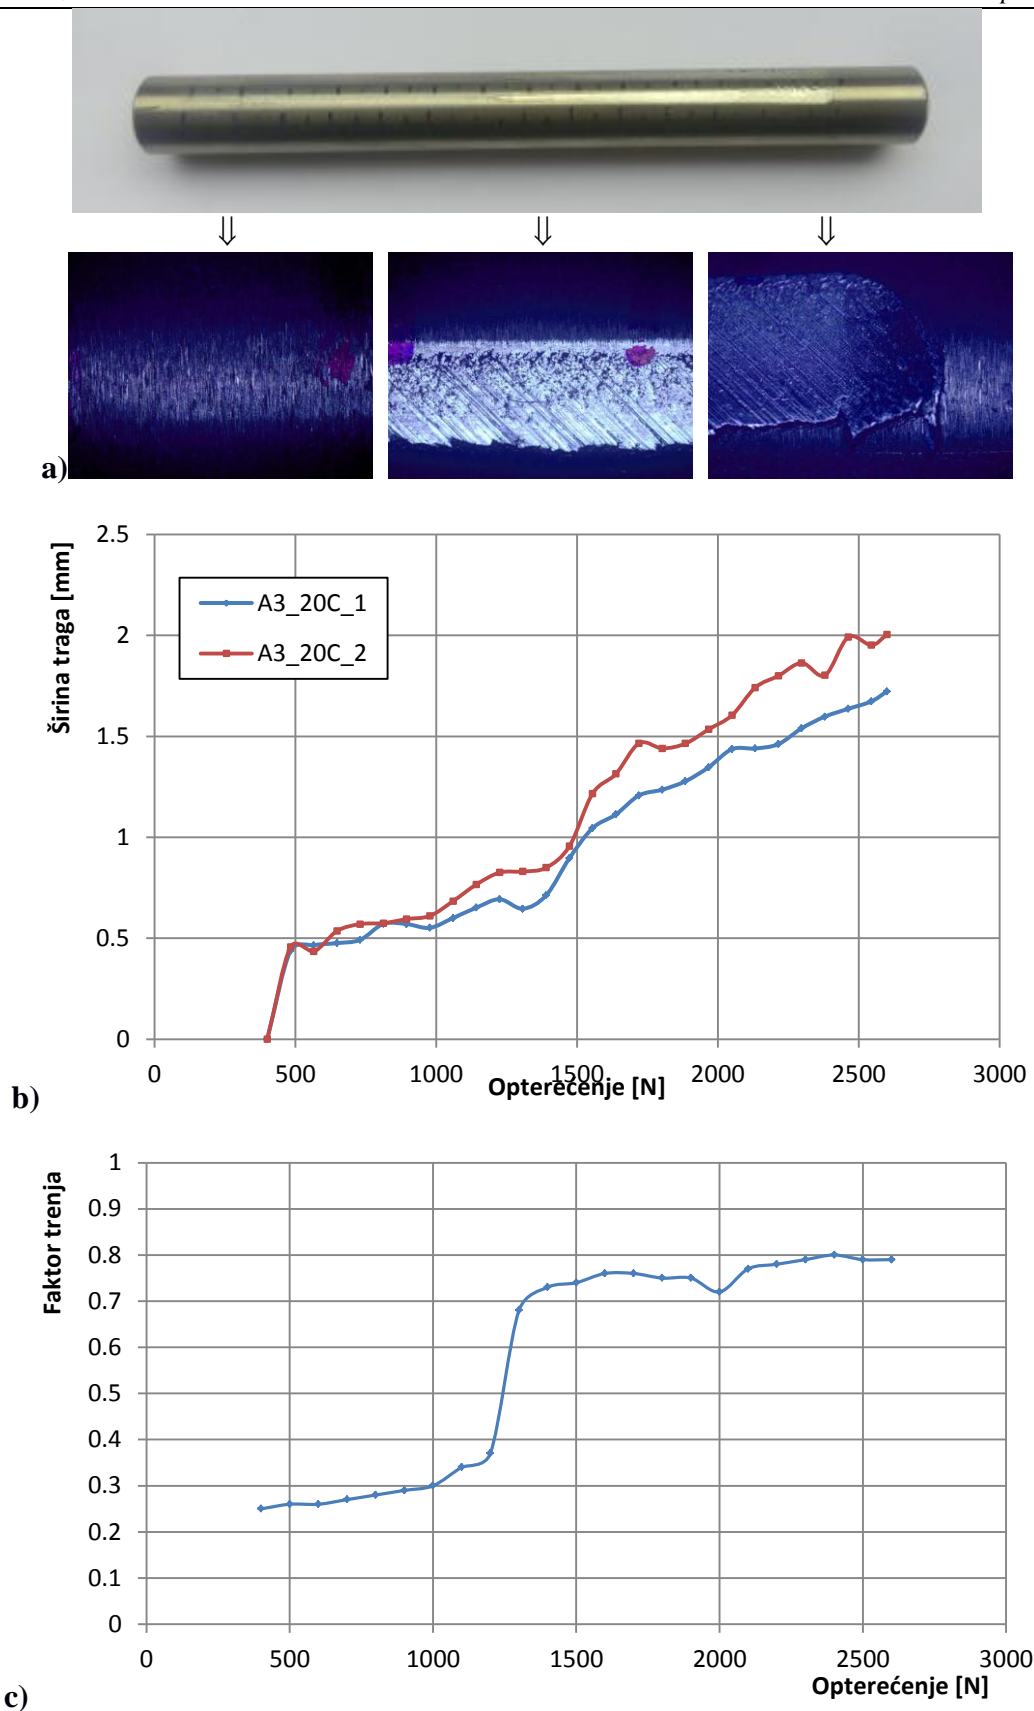 ⇓ ⇓ ⇓
a)
Širina traga [mm]
2.5
2
1.5
1
0.5
0
A3_20C_1
A3_20C_2
0 500 1000 1500 2000 2500 3000
Opterećenje [N]
b)
Faktor trenja
1
0.9
0.8
0.7
0.6
0.5
0.4
0.3
0.2
0.1
0
0 500 1000 1500 2000 2500 3000
Opterećenje [N]
c)